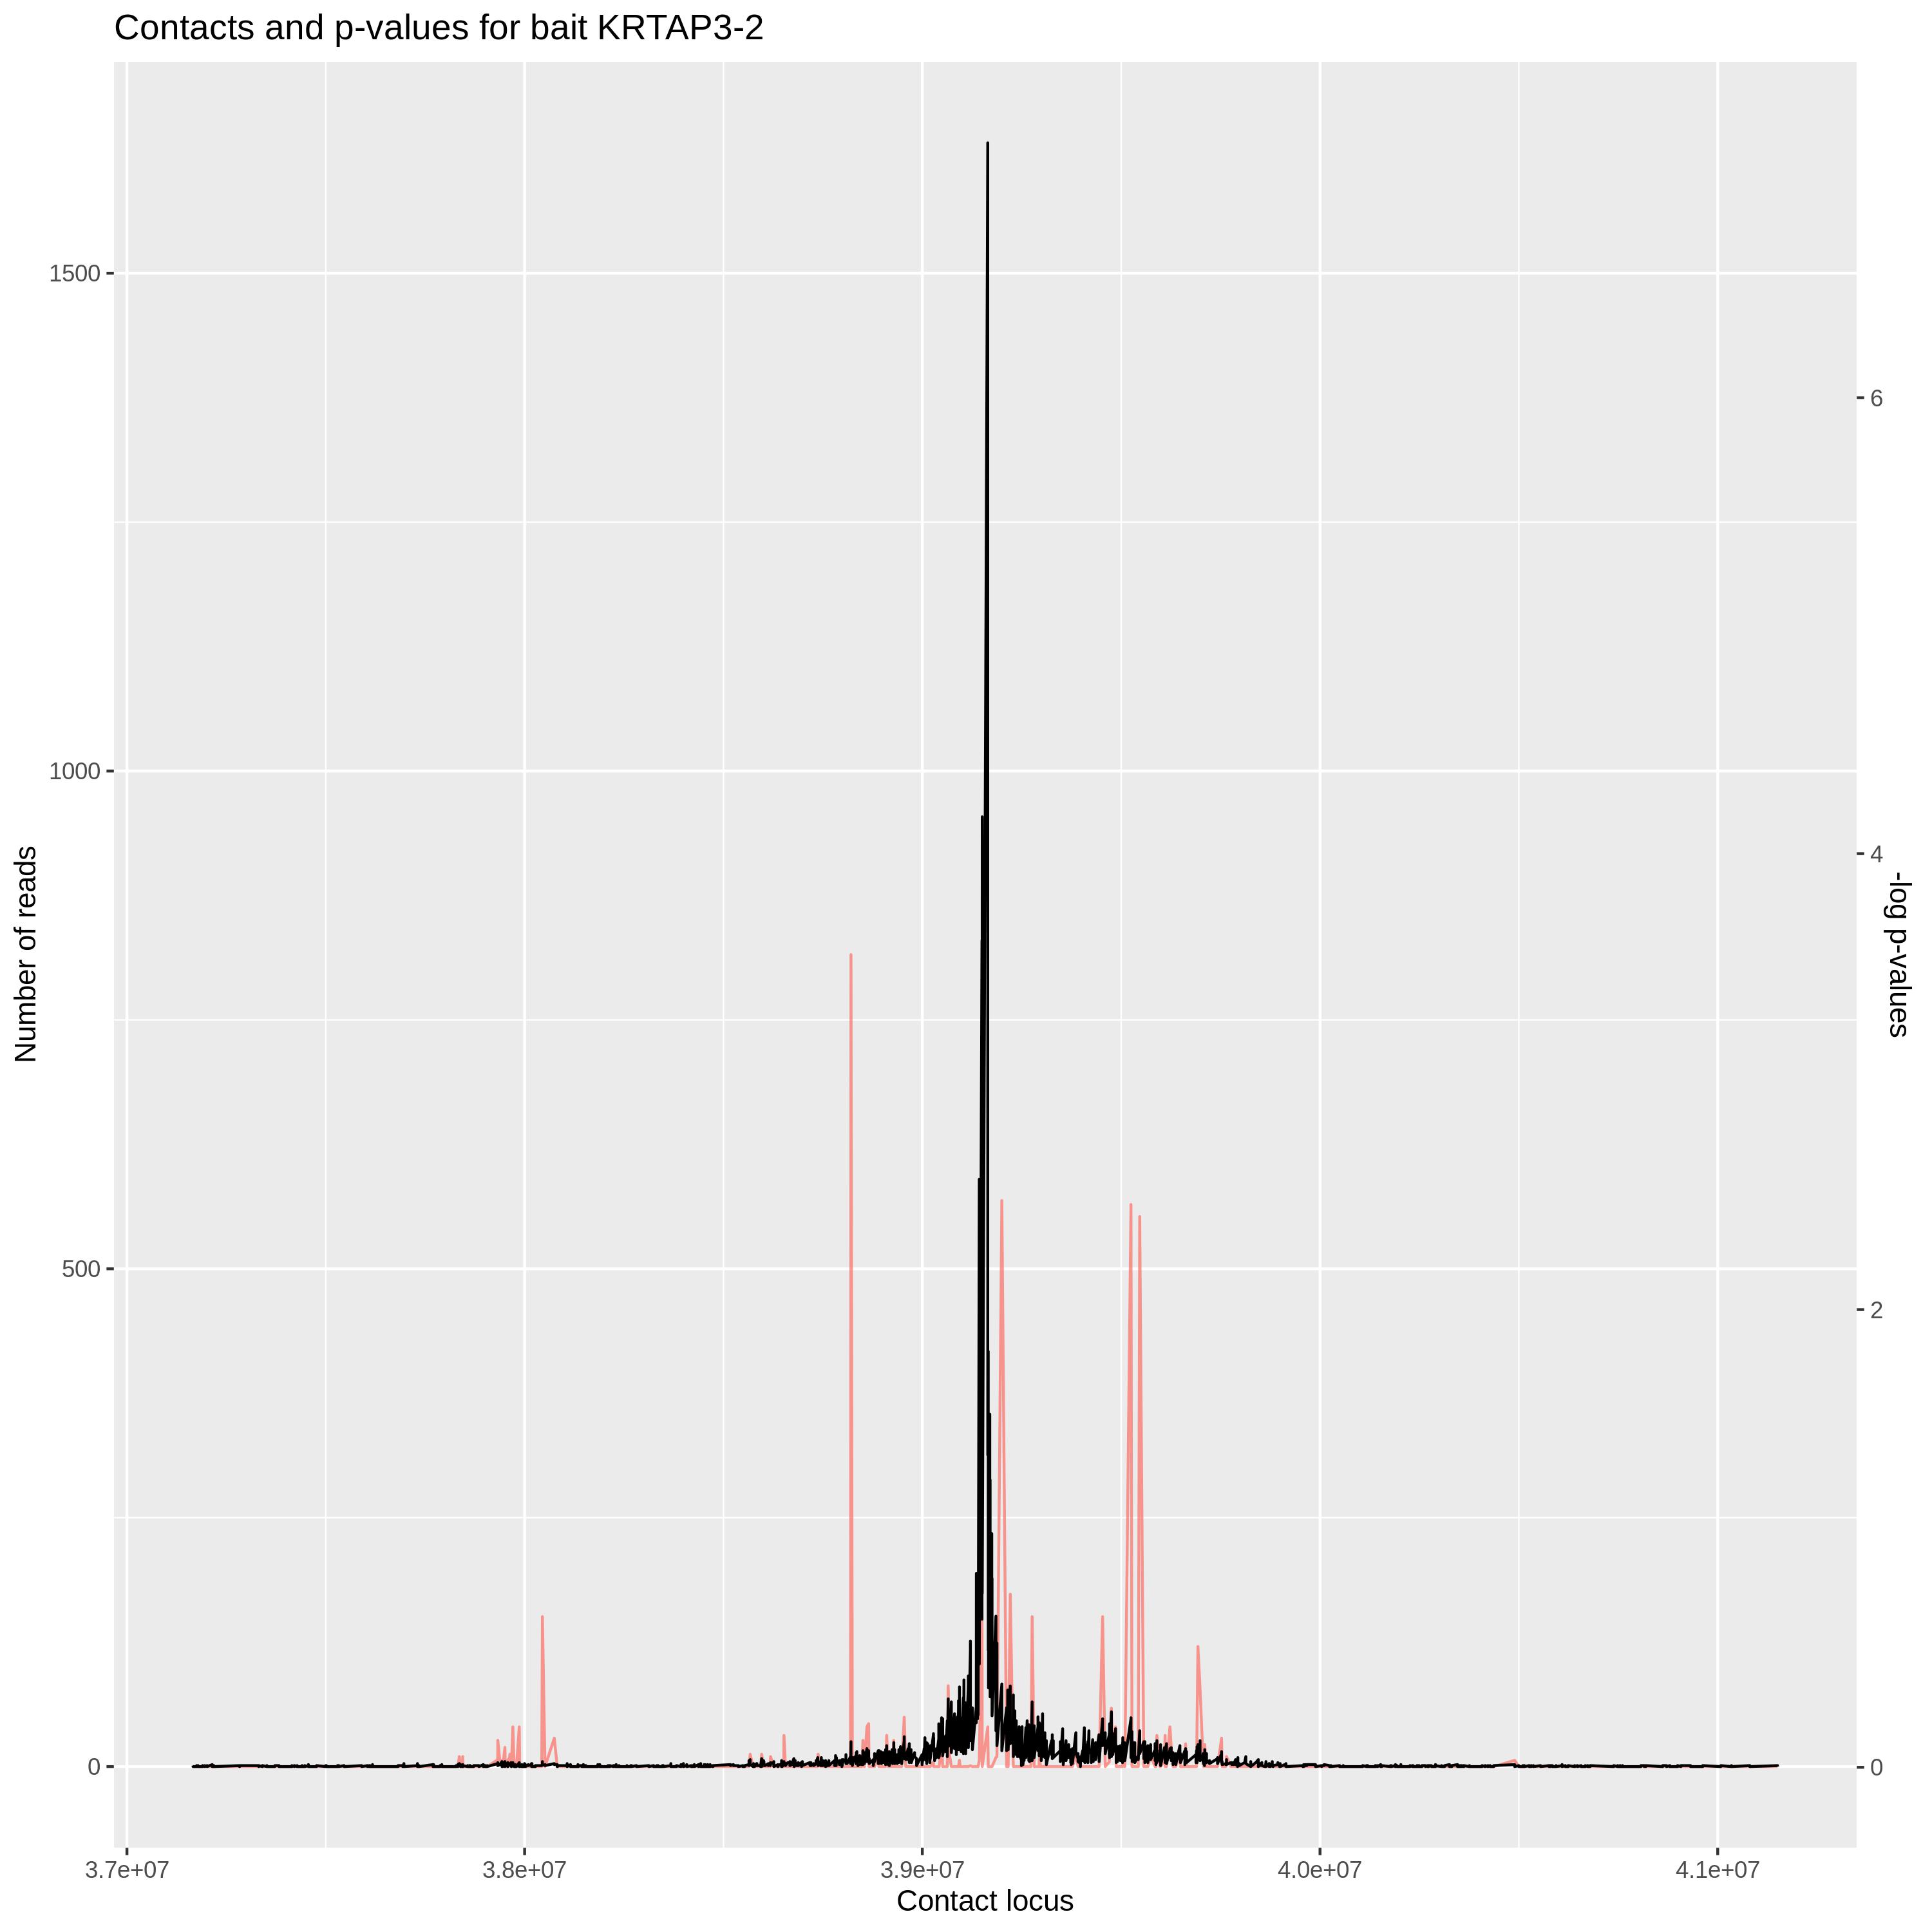 Contacts and p-values for bait KRTAP3-2
1500
1000
500
0
Number of reads
6
4
2
0
-log p-values
3.7e+07
3.8e+07
3.9e+07
4.0e+07
4.1e+07
Contact locus